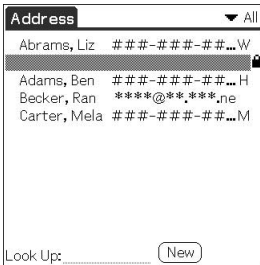 Address All
Abrams, Liz ###-###-##...W
Adams, Ben ###-###-##...H
Becker, Ran ****@**.***.ne
Carter, Mela ###-###-##...M
Look Up: New